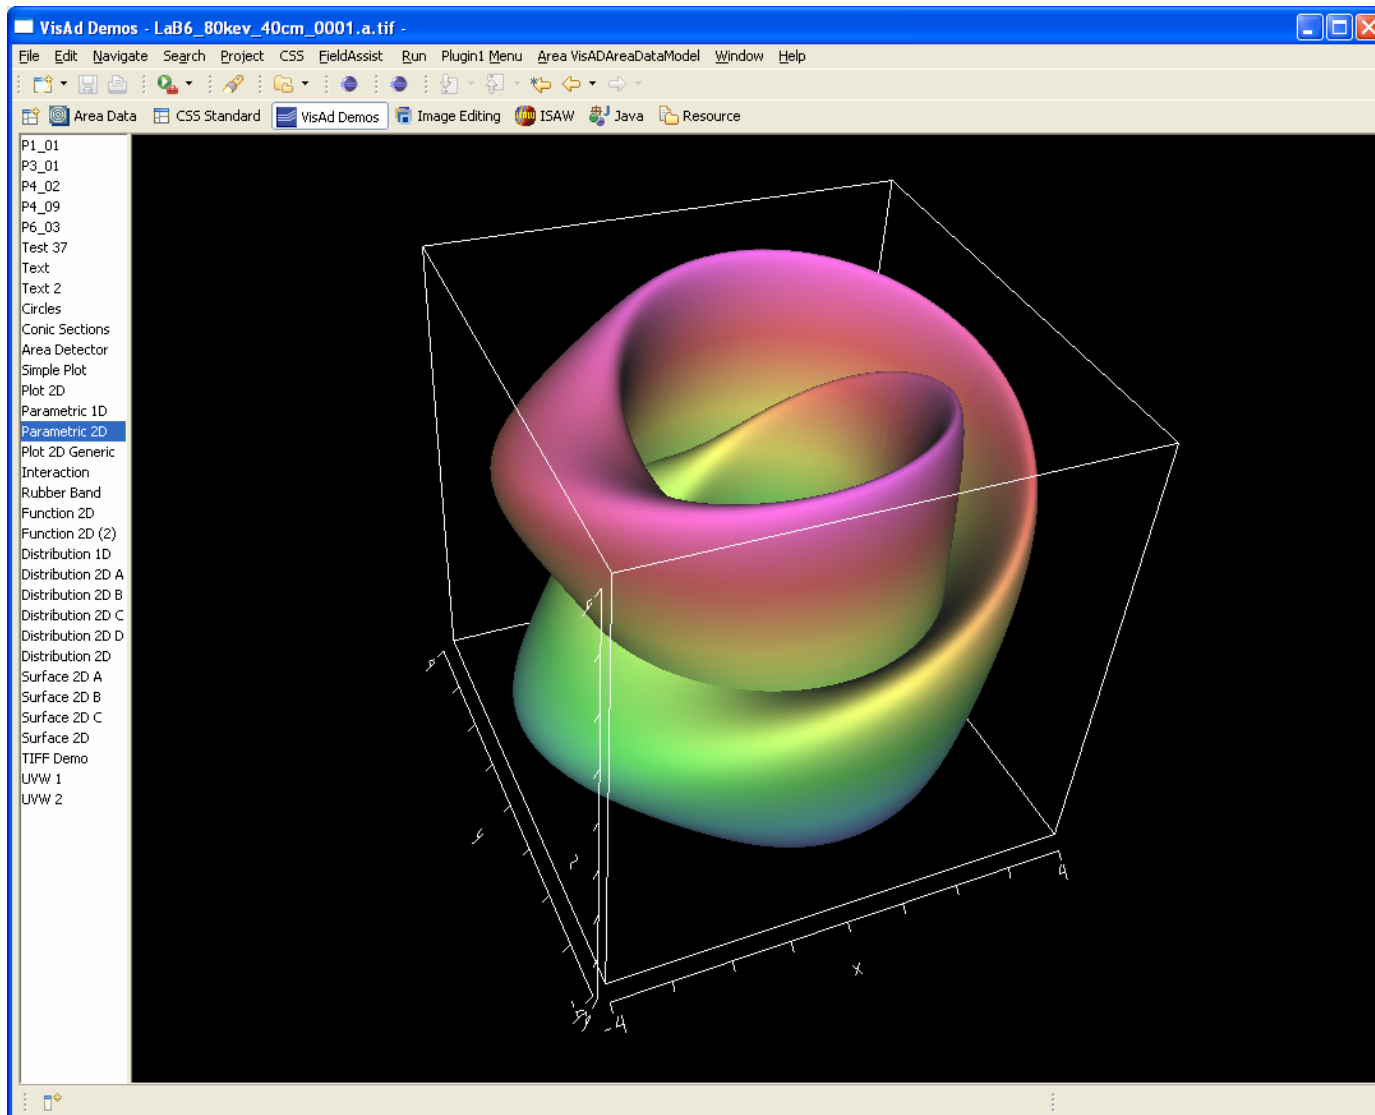 VisAd Demos - LaB6_80kev_40cm_0001.a.tif -
File Edit Navigate Search Project CSS FieldAssist Run Plugin1 Menu Area VisADAreaDataModel Window Help
Area Data CSS Standard VisAd Demos Image Editing ISAW Java Resource
P1_01
P3_01
P4_02
P4_09
P6_03
Test 37
Text
Text 2
Circles
Conic Sections
Area Detector
Simple Plot
Plot 2D
Parametric 1D
Parametric 2D
Plot 2D Generic
Interaction
Rubber Band
Function 2D
Function 2D (2)
Distribution 1D
Distribution 2D A
Distribution 2D B
Distribution 2D C
Distribution 2D D
Distribution 2D
Surface 2D A
Surface 2D B
Surface 2D C
Surface 2D
TIFF Demo
UVW 1
UVW 2
4
x
-4